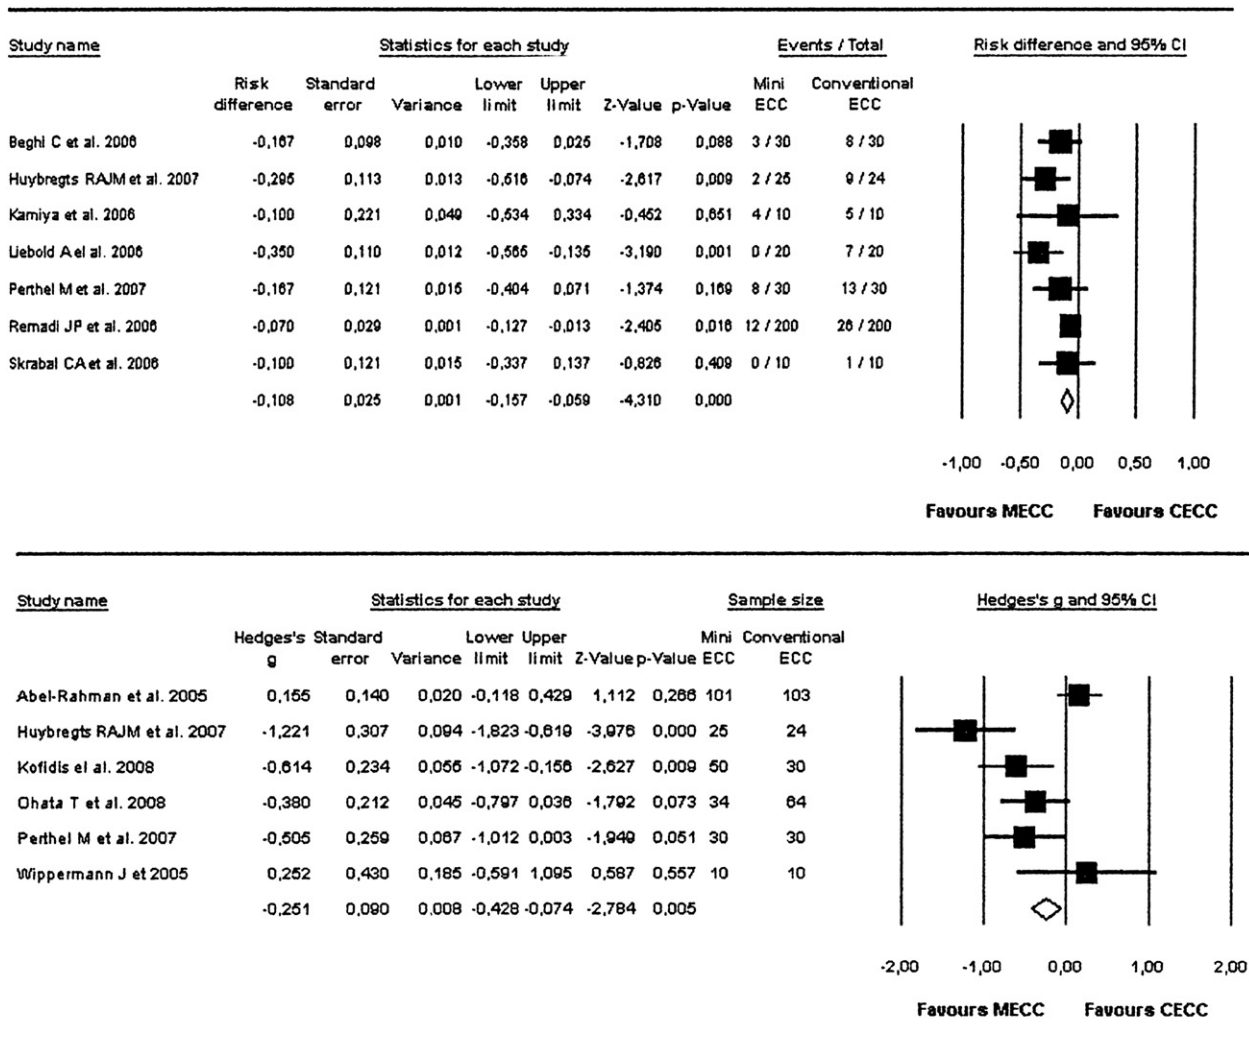 Study name Statistics for each study Events / Total Risk difference and 95% CI
Risk Standard Lower Upper Mini Conventional
difference error Variance limit limit Z-Value p-Value ECC ECC
Beghi C et al. 2006 -0,167 0,098 0,010 -0,358 0,025 -1,708 0,088 3 / 30 8 / 30
Huybregts RAJM et al. 2007 -0,295 0,113 0,013 -0,516 -0,074 -2,617 0,009 2 / 25 9 / 24
Kamiya et al. 2006 -0,100 0,221 0,049 -0,534 0,334 -0,452 0,651 4 / 10 5 / 10
Liebold A el al. 2006 -0,350 0,110 0,012 -0,565 -0,135 -3,190 0,001 0 / 20 7 / 20
Perthel M et al. 2007 -0,167 0,121 0,015 -0,404 0,071 -1,374 0,169 8 / 30 13 / 30
Remadi JP et al. 2006 -0,070 0,029 0,001 -0,127 -0,013 -2,405 0,016 12 / 200 26 / 200
Skrabal CA et al. 2006 -0,100 0,121 0,015 -0,337 0,137 -0,826 0,409 0 / 10 1 / 10
-0,108 0,025 0,001 -0,157 -0,059 -4,310 0,000
-1,00 -0,50 0,00 0,50 1,00
Favours MECC Favours CECC
Study name Statistics for each study Sample size Hedges's g and 95% CI
Hedges's Standard Lower Upper Mini Conventional
g error Variance limit limit Z-Value p-Value ECC ECC
Abel-Rahman et al. 2005 0,155 0,140 0,020 -0,118 0,429 1,112 0,266 101 103
Huybregts RAJM et al. 2007 -1,221 0,307 0,094 -1,823 -0,619 -3,976 0,000 25 24
Kofidis el al. 2008 -0,614 0,234 0,055 -1,072 -0,156 -2,627 0,009 50 30
Ohata T et al. 2008 -0,380 0,212 0,045 -0,797 0,036 -1,792 0,073 34 64
Perthel M et al. 2007 -0,505 0,259 0,067 -1,012 0,003 -1,949 0,051 30 30
Wippermann J et 2005 0,252 0,430 0,185 -0,591 1,095 0,587 0,557 10 10
-0,251 0,090 0,008 -0,428 -0,074 -2,784 0,005
-2,00 -1,00 0,00 1,00 2,00
Favours MECC Favours CECC